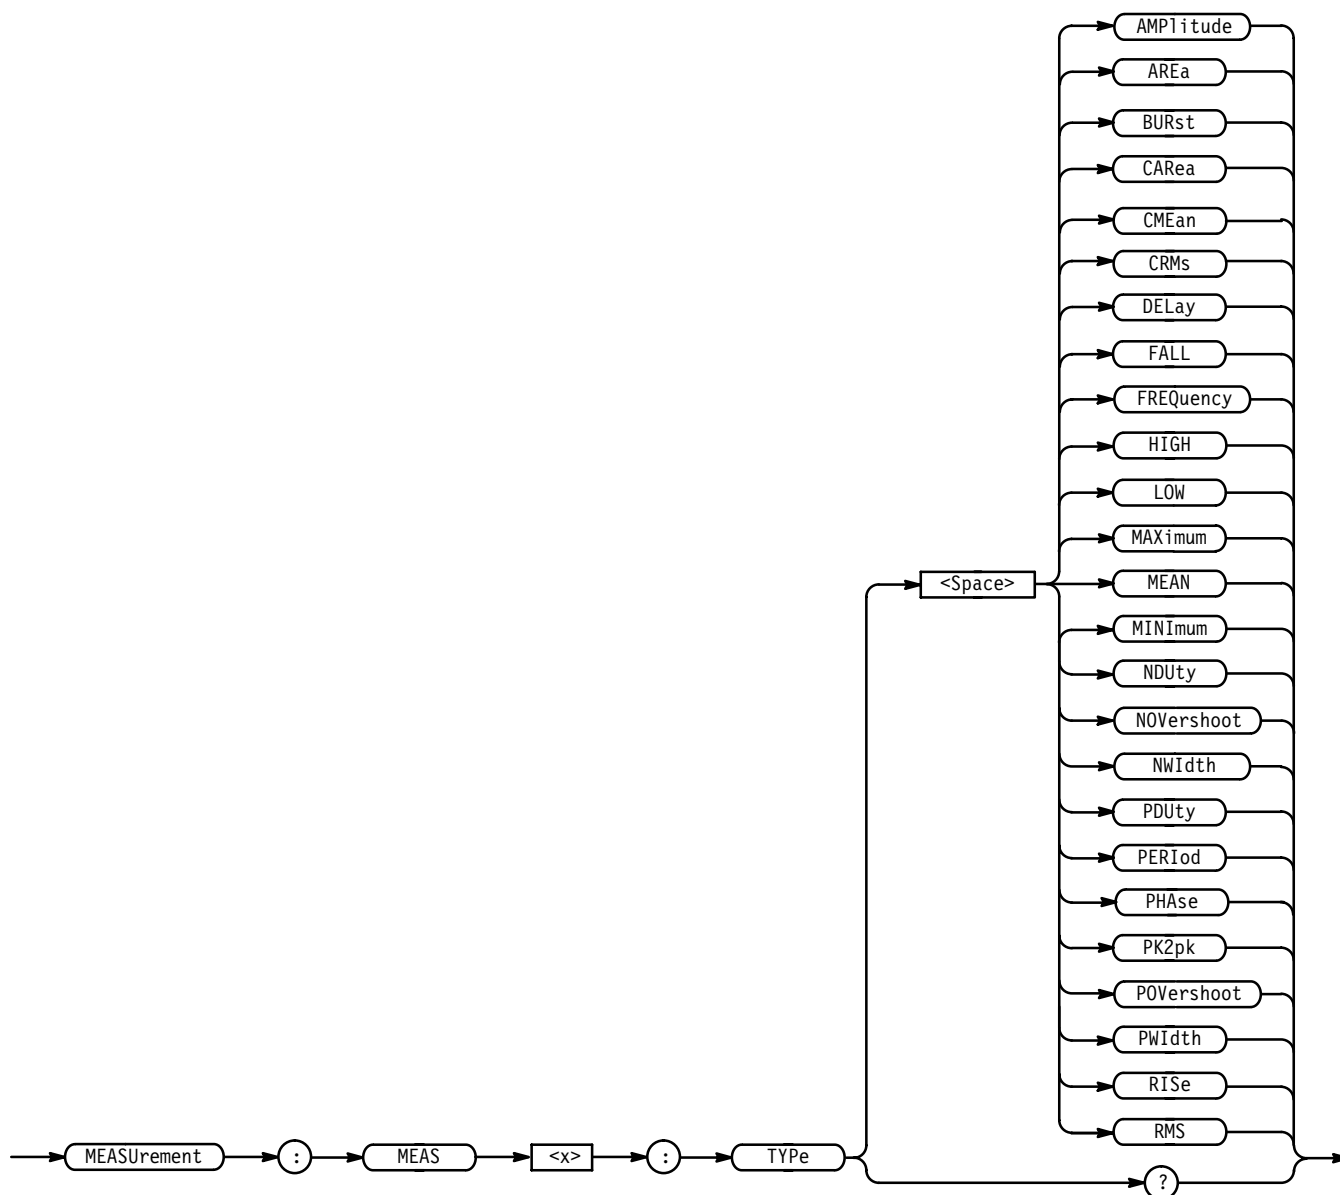 AMPlitude
AREa
BURst
CARea
CMEan
CRMs
DELay
FALL
FREQuency
HIGH
LOW
MAXimum
<Space>
MEAN
MINImum
NDUty
NOVershoot
NWIdth
PDUty
PERIod
PHAse
PK2pk
POVershoot
PWIdth
RISe
RMS
MEASUrement : MEAS <x> : TYPe
?